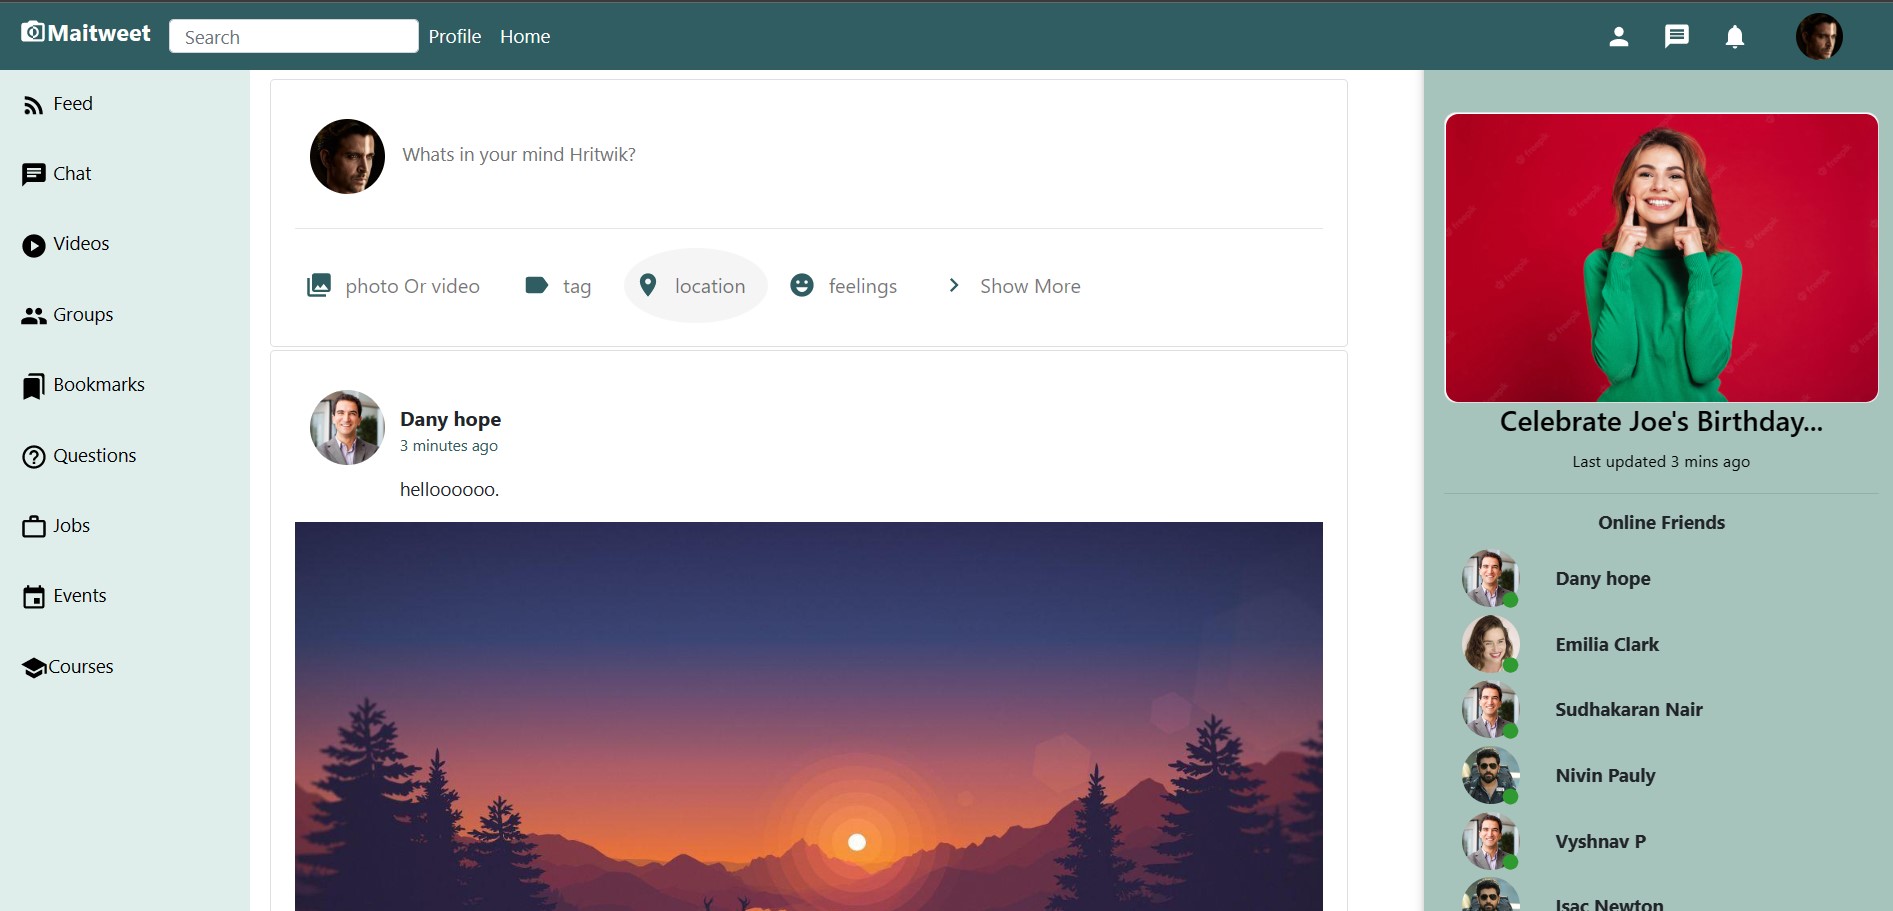 Maitweet
Search
Profile
Home
Feed
Chat
Videos
Groups
Bookmarks
Questions
Jobs
Events
Courses
Whats in your mind Hritwik?
photo Or video
tag
location
feelings
Show More
Dany hope
3 minutes ago
helloooooo.
freepik
Celebrate Joe's Birthday...
Last updated 3 mins ago
Online Friends
Dany hope
Emilia Clark
Sudhakaran Nair
Nivin Pauly
Vyshnav P
Isac Newton